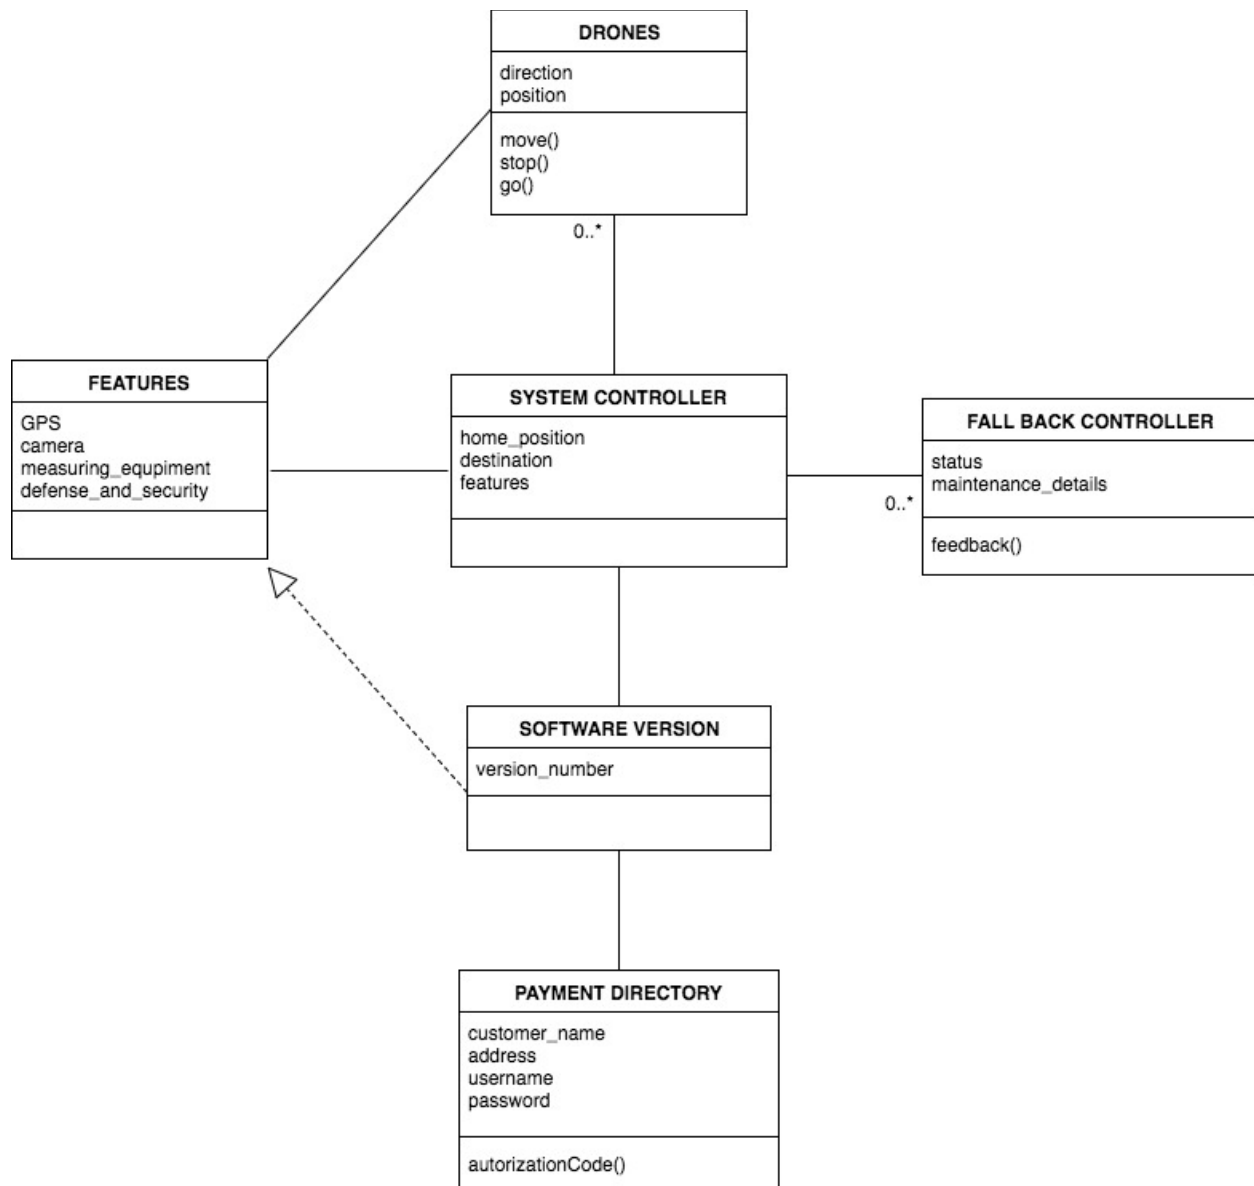 DRONES
direction
position
move()
stop()
go()
0..*
FEATURES
GPS
camera
measuring_equpiment
defense_and_security
SYSTEM CONTROLLER
home_position
destination
features
FALL BACK CONTROLLER
status
maintenance_details
0..*
feedback()
SOFTWARE VERSION
version_number
PAYMENT DIRECTORY
customer_name
address
username
password
autorizationCode()